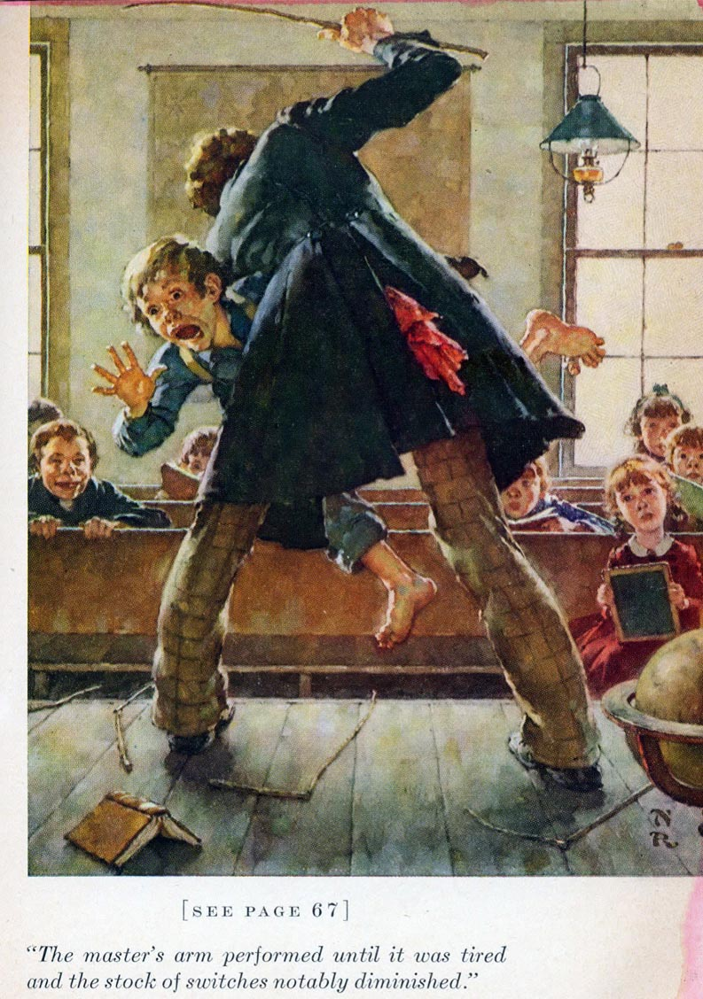 N
R
[SEE PAGE 67]
“The master’s arm performed until it was tired
and the stock of switches notably diminished.”